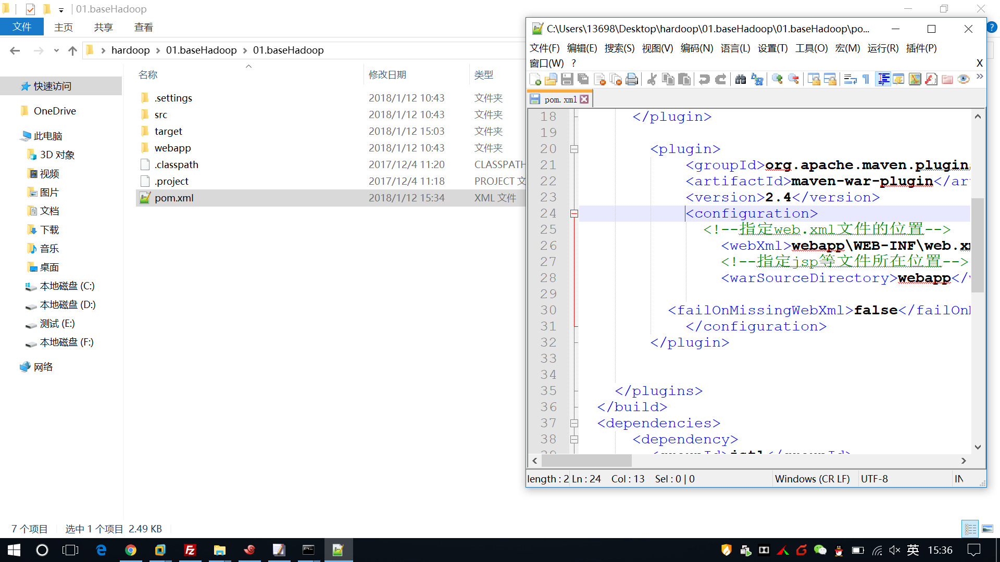 01.baseHadoop
文件 主页 共享 查看
hardoop 01.baseHadoop 01.baseHadoop
快速访问
OneDrive
此电脑
3D 对象
视频
图片
文档
下载
音乐
桌面
本地磁盘 (C:)
本地磁盘 (D:)
测试 (E:)
本地磁盘 (F:)
网络
名称 修改日期 类型
.settings 2018/1/12 10:43 文件夹
src 2018/1/12 10:43 文件夹
target 2018/1/12 15:03 文件夹
webapp 2018/1/12 10:43 文件夹
.classpath 2017/12/4 11:20 CLASSPATH
.project 2017/12/4 11:18 PROJECT 文
pom.xml 2018/1/12 15:34 XML 文件
7 个项目 选中 1 个项目 2.49 KB
C:\Users\13698\Desktop\hardoop\01.baseHadoop\01.baseHadoop\po...
文件(F) 编辑(E) 搜索(S) 视图(V) 编码(N) 语言(L) 设置(T) 工具(O) 宏(M) 运行(R) 插件(P)
窗口(W) ? X
pom.xml
18 </plugin>
19
20 <plugin>
21 <groupId>org.apache.maven.plugin
22 <artifactId>maven-war-plugin</ar
23 <version>2.4</version>
24 <configuration>
25 <!--指定web.xml文件的位置-->
26 <webXml>webapp\WEB-INF\web.x
27 <!--指定jsp等文件所在位置-->
28 <warSourceDirectory>webapp</
29
30 <failOnMissingWebXml>false</failOn
31 </configuration>
32 </plugin>
33
34
35 </plugins>
36 </build>
37 <dependencies>
38 <dependency>
length : 2 Ln : 24 Col : 13 Sel : 0 | 0 Windows (CR LF) UTF-8 IN
英 15:36